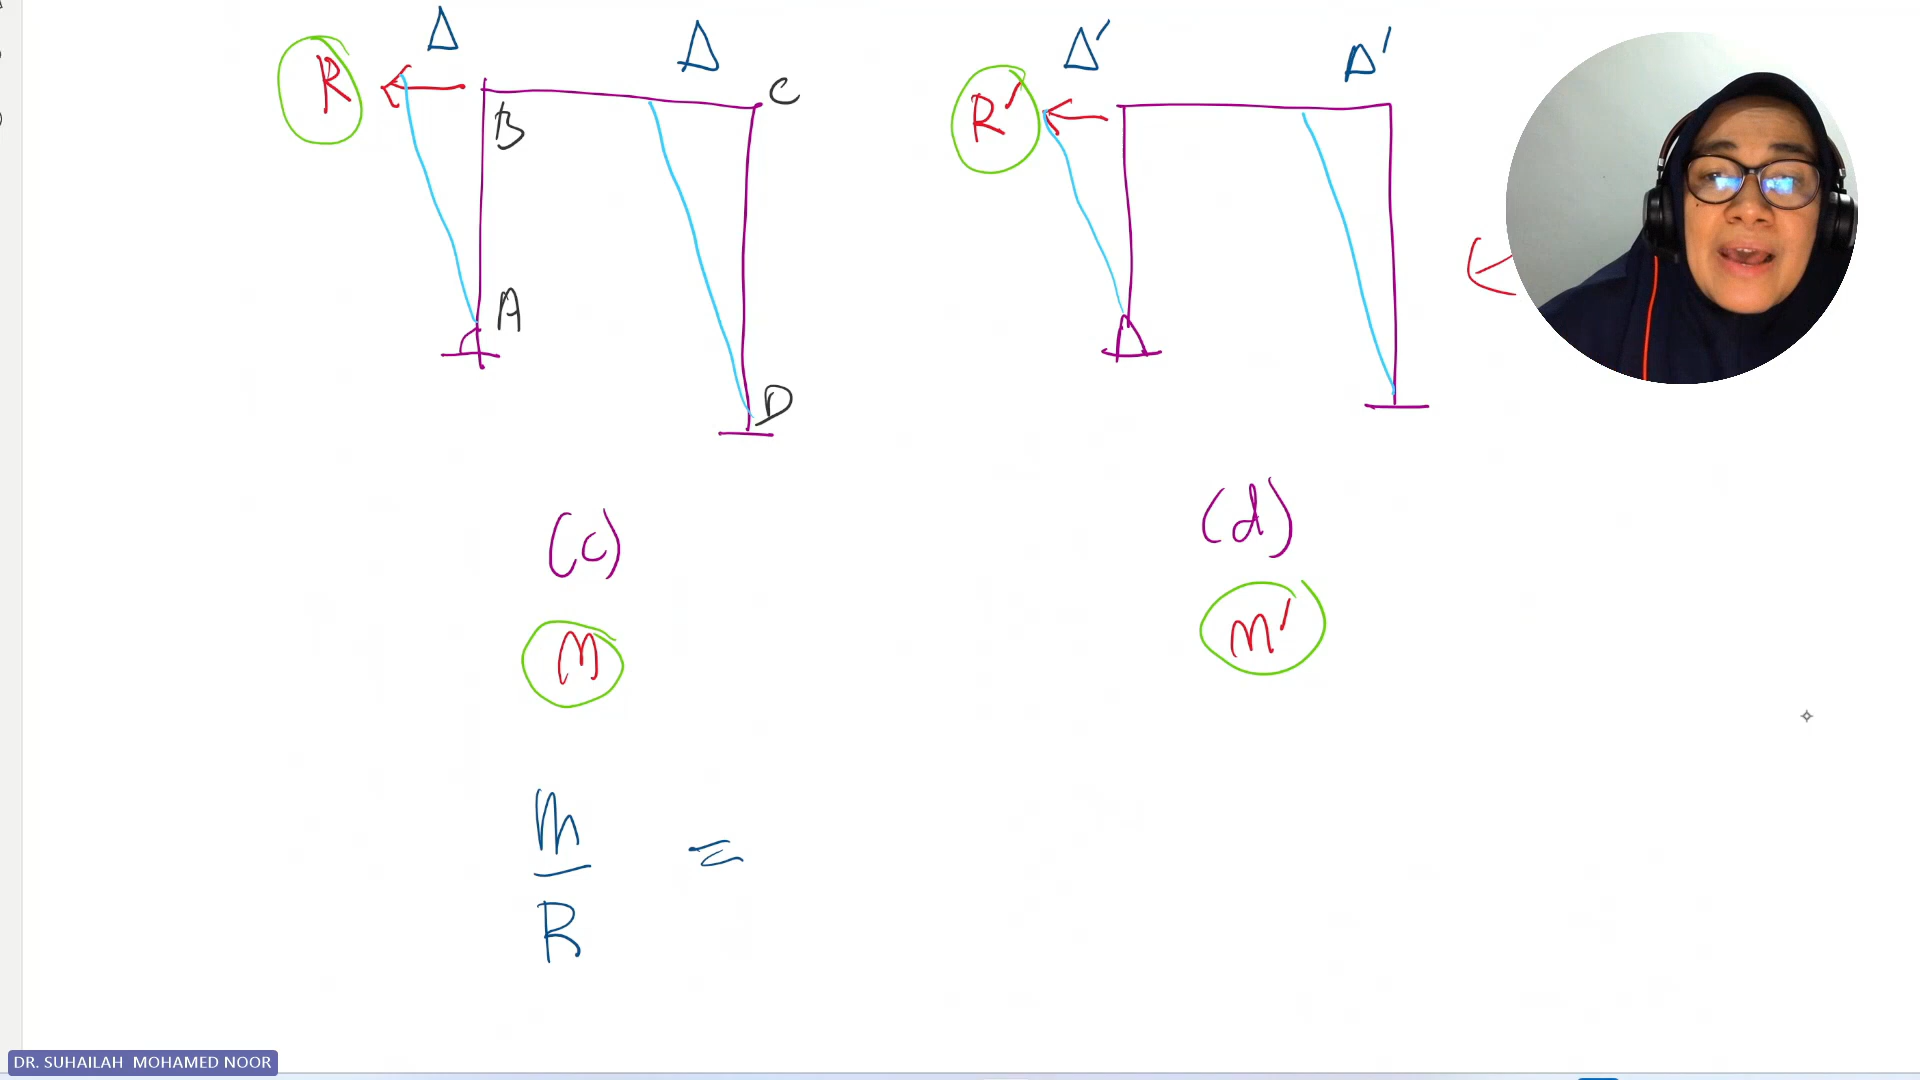 Δ Δ
R B C
A
D
(c)
M
Δ' Δ'
R'
(d)
M'
M
R
=
DR. SUHAILAH MOHAMED NOOR